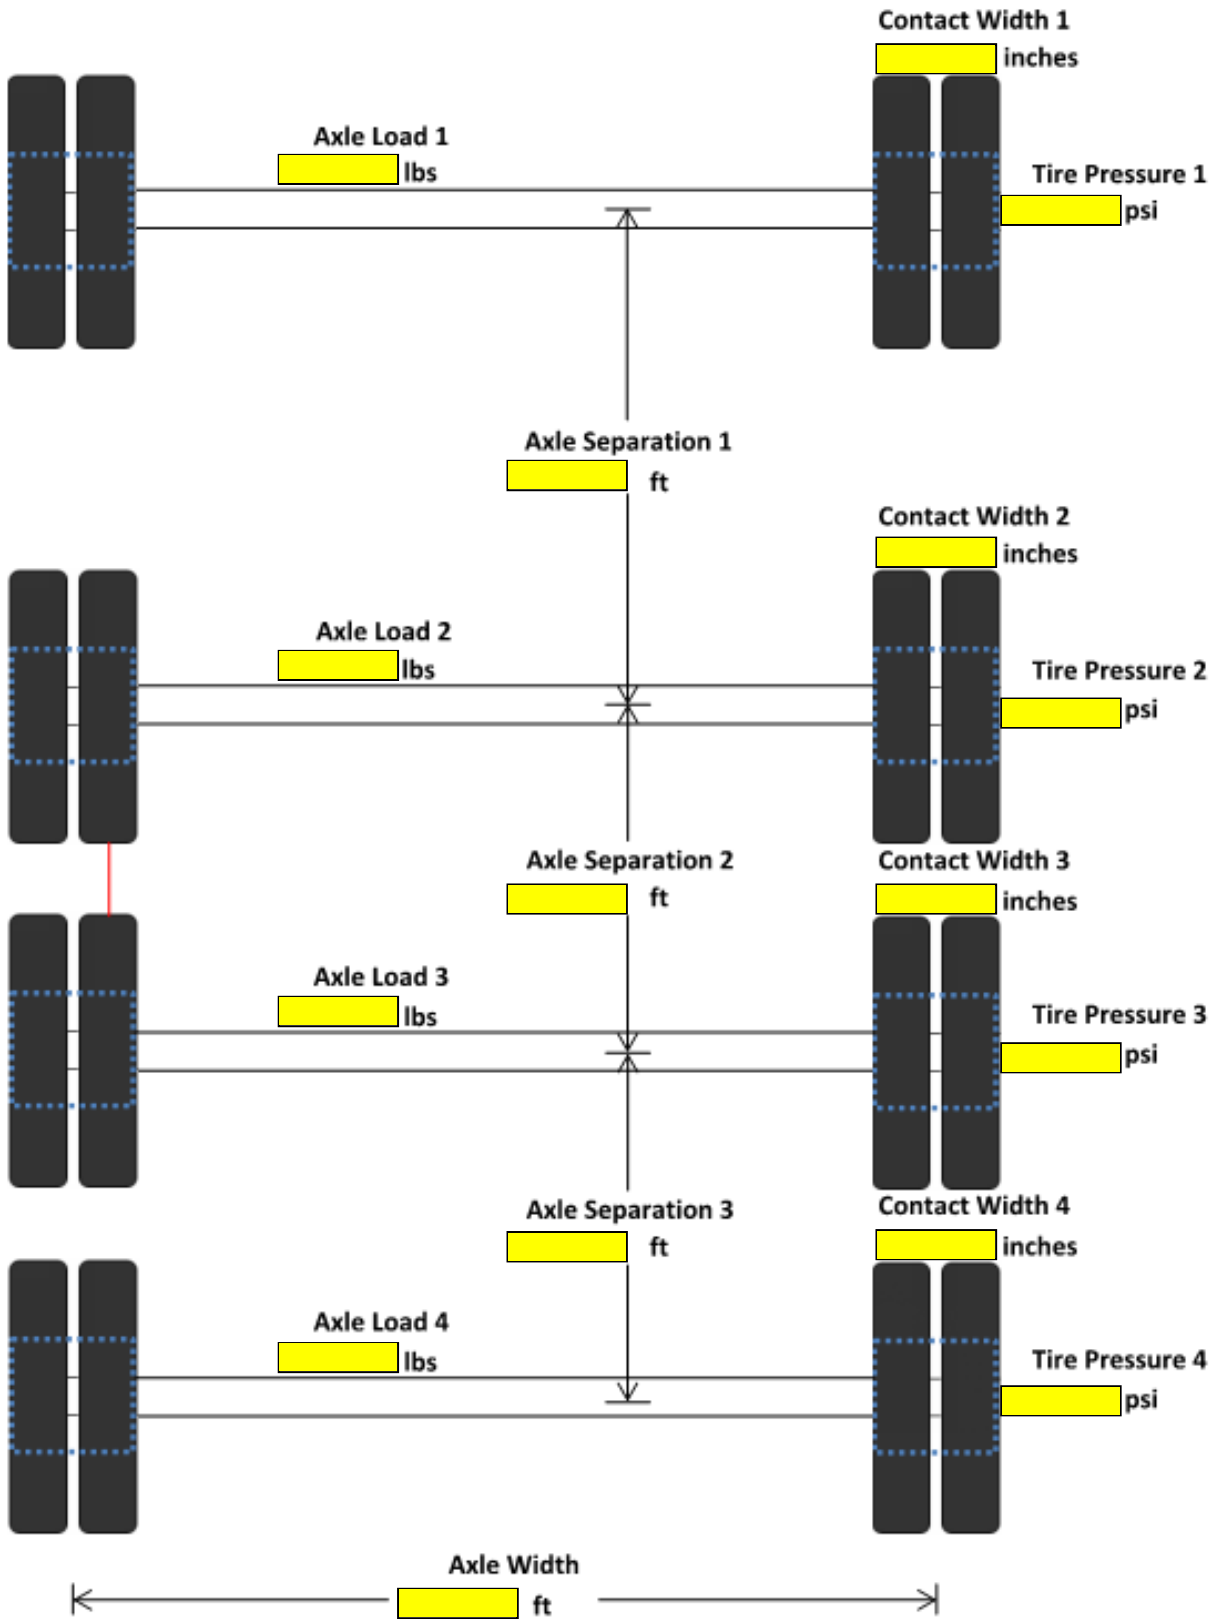 Contact Width 1
inches
Axle Load 1
lbs
Tire Pressure 1
psi
Axle Separation 1
ft
Contact Width 2
inches
Axle Load 2
lbs
Tire Pressure 2
psi
Axle Separation 2
ft
Contact Width 3
inches
Axle Load 3
lbs
Tire Pressure 3
psi
Axle Separation 3
ft
Contact Width 4
inches
Axle Load 4
lbs
Tire Pressure 4
psi
Axle Width
ft